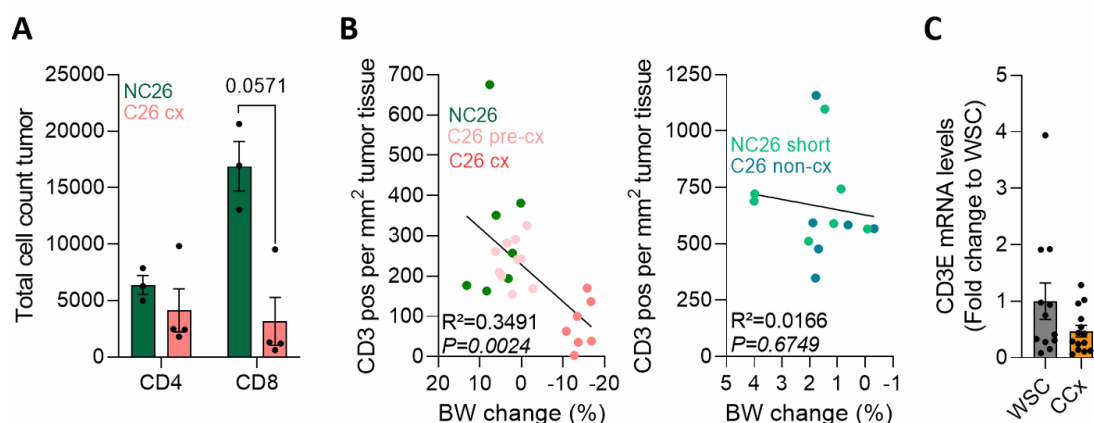 A
Total cell count tumor
25000
20000
15000
10000
5000
0
NC26
C26 cx
0.0571
CD4
CD8
B
CD3 pos per mm² tumor tissue
700
600
500
400
300
200
100
0
NC26
C26 pre-cx
C26 cx
R²=0.3491
P=0.0024
20 10 0 -10 -20
BW change (%)
CD3 pos per mm² tumor tissue
1250
1000
750
500
250
0
NC26 short
C26 non-cx
R²=0.0166
P=0.6749
5 4 3 2 1 0 -1
BW change (%)
C
CD3E mRNA levels
(Fold change to WSC)
5
4
3
2
1
0
WSC
CCx